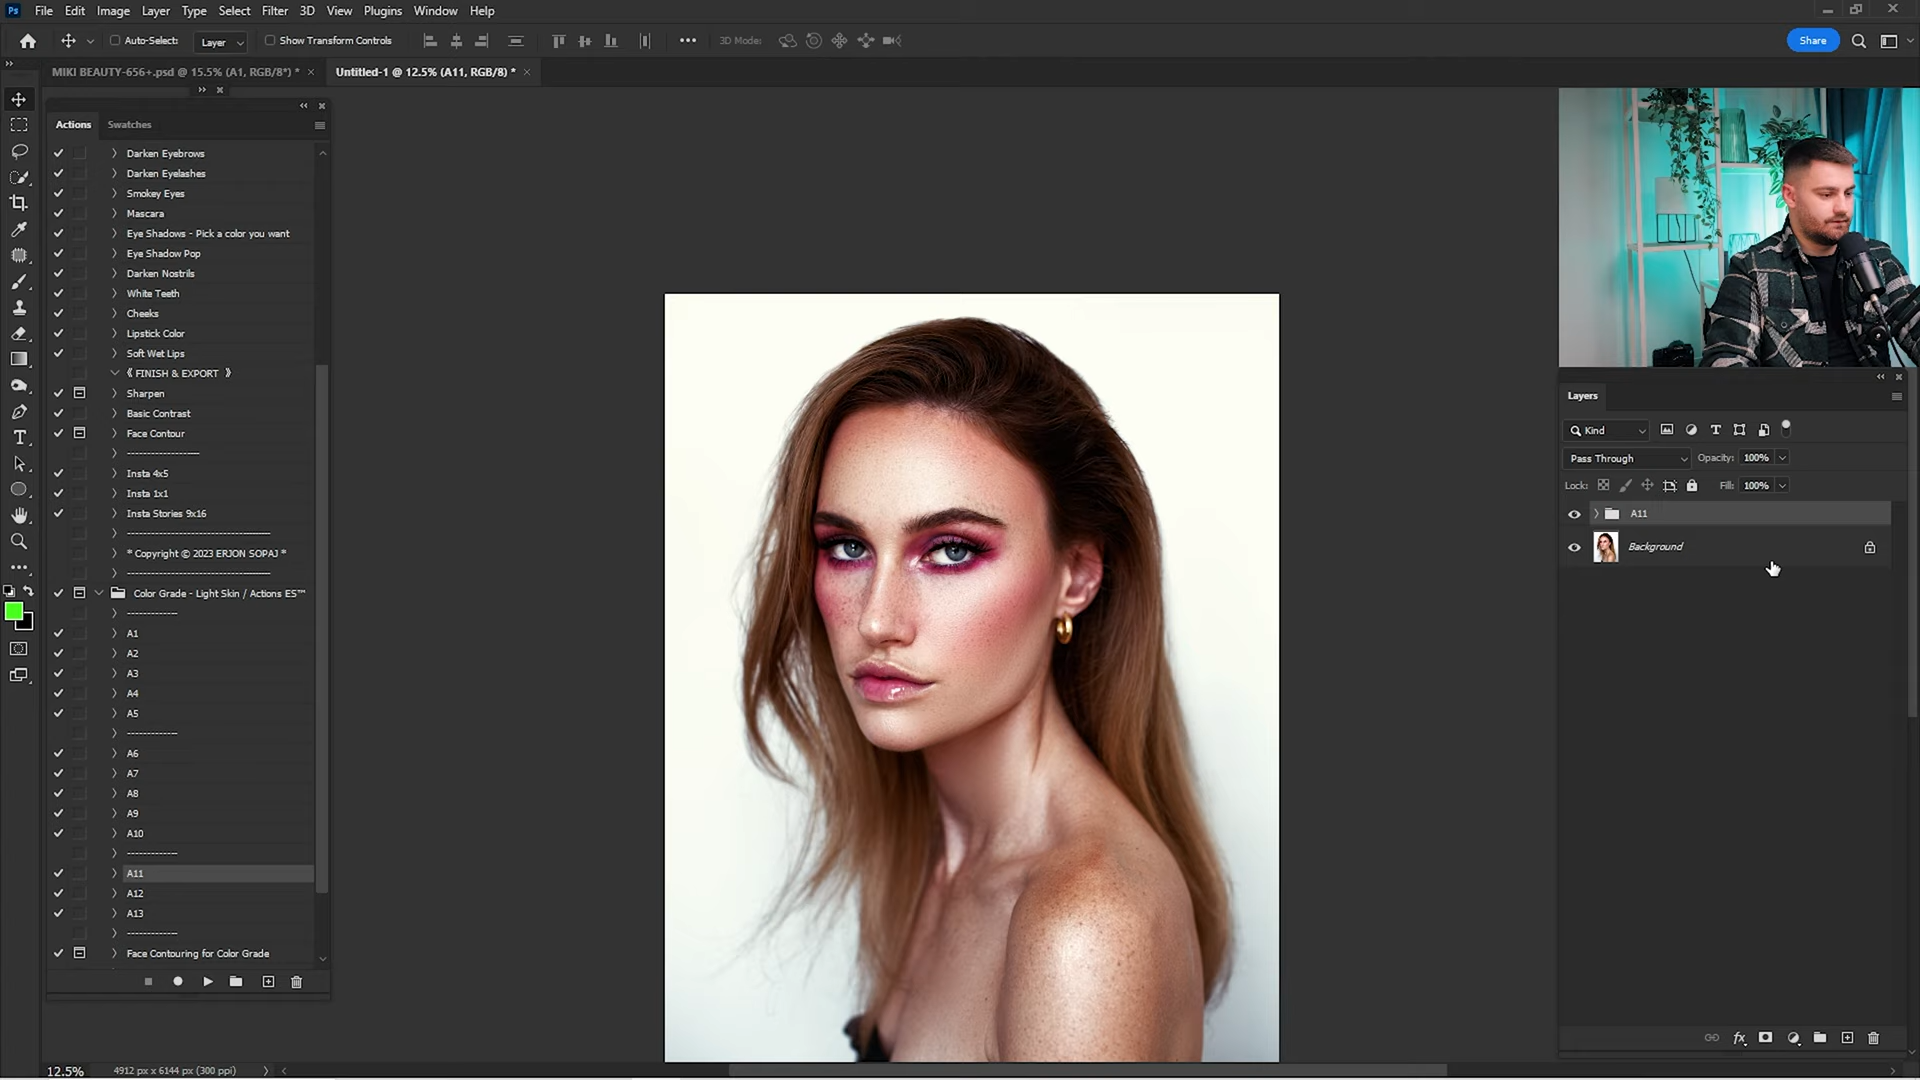 Ps File Edit Image Layer Type Select Filter 3D View Plugins Window Help
Auto-Select: Layer Show Transform Controls 3D Mode: Share
MIKI BEAUTY-656+.psd @ 15.5% (A1, RGB/8*) * Untitled-1 @ 12.5% (A11, RGB/8) *
Actions Swatches
Darken Eyebrows
Darken Eyelashes
Smokey Eyes
Mascara
Eye Shadows - Pick a color you want
Eye Shadow Pop
Darken Nostrils
White Teeth
Cheeks
Lipstick Color
Soft Wet Lips
《 FINISH & EXPORT 》
Sharpen
Basic Contrast
Face Contour
--------------------
Insta 4x5
Insta 1x1
Insta Stories 9x16
----------------------------------------
* Copyright © 2023 ERJON SOPAJ *
----------------------------------------
Color Grade - Light Skin / Actions ES™
-------------
A1
A2
A3
A4
A5
-------------
A6
A7
A8
A9
A10
-------------
A11
A12
A13
-------------
Face Contouring for Color Grade
Layers
Kind
Pass Through Opacity: 100%
Lock: Fill: 100%
A11
Background
12.5% 4912 px x 6144 px (300 ppi)